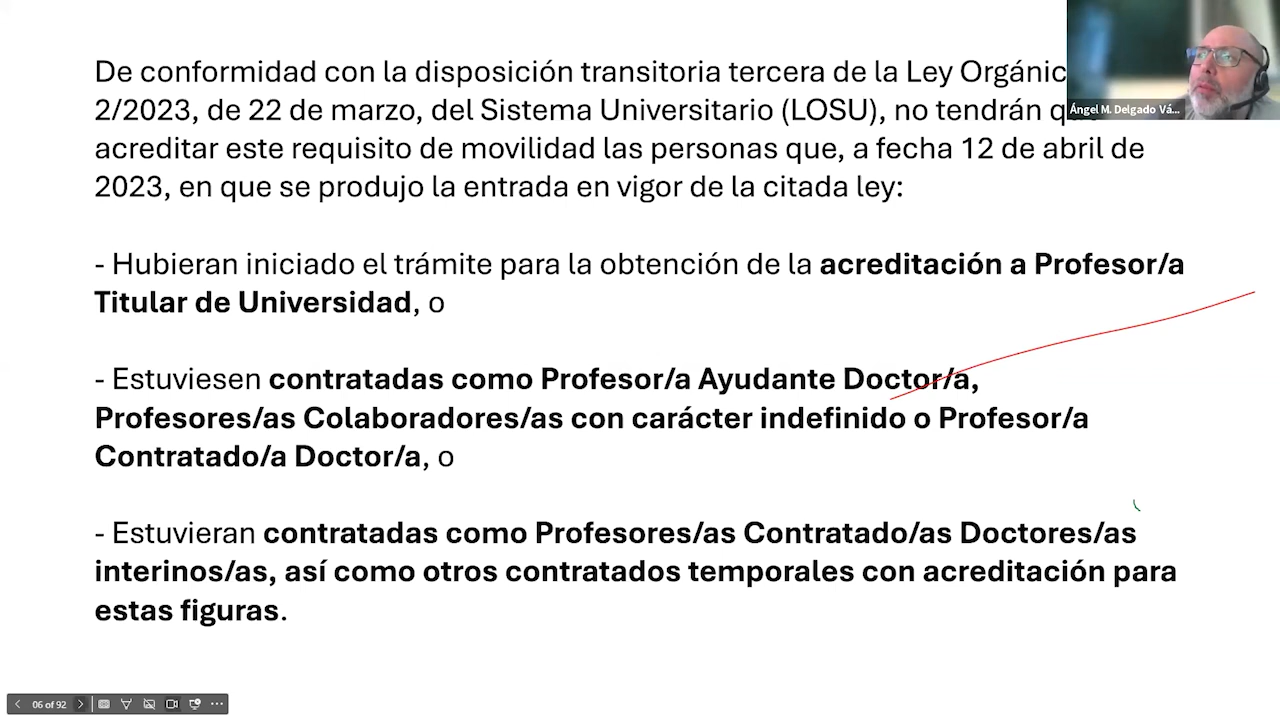 De conformidad con la disposición transitoria tercera de la Ley Orgánic
2/2023, de 22 de marzo, del Sistema Universitario (LOSU), no tendrán
acreditar este requisito de movilidad las personas que, a fecha 12 de abril de
2023, en que se produjo la entrada en vigor de la citada ley:
- Hubieran iniciado el trámite para la obtención de la acreditación a Profesor/a
Titular de Universidad, o
- Estuviesen contratadas como Profesor/a Ayudante Doctor/a,
Profesores/as Colaboradores/as con carácter indefinido o Profesor/a
Contratado/a Doctor/a, o
- Estuvieran contratadas como Profesores/as Contratado/as Doctores/as
interinos/as, así como otros contratados temporales con acreditación para
estas figuras.
Ángel M. Delgado Vá...
06 of 92